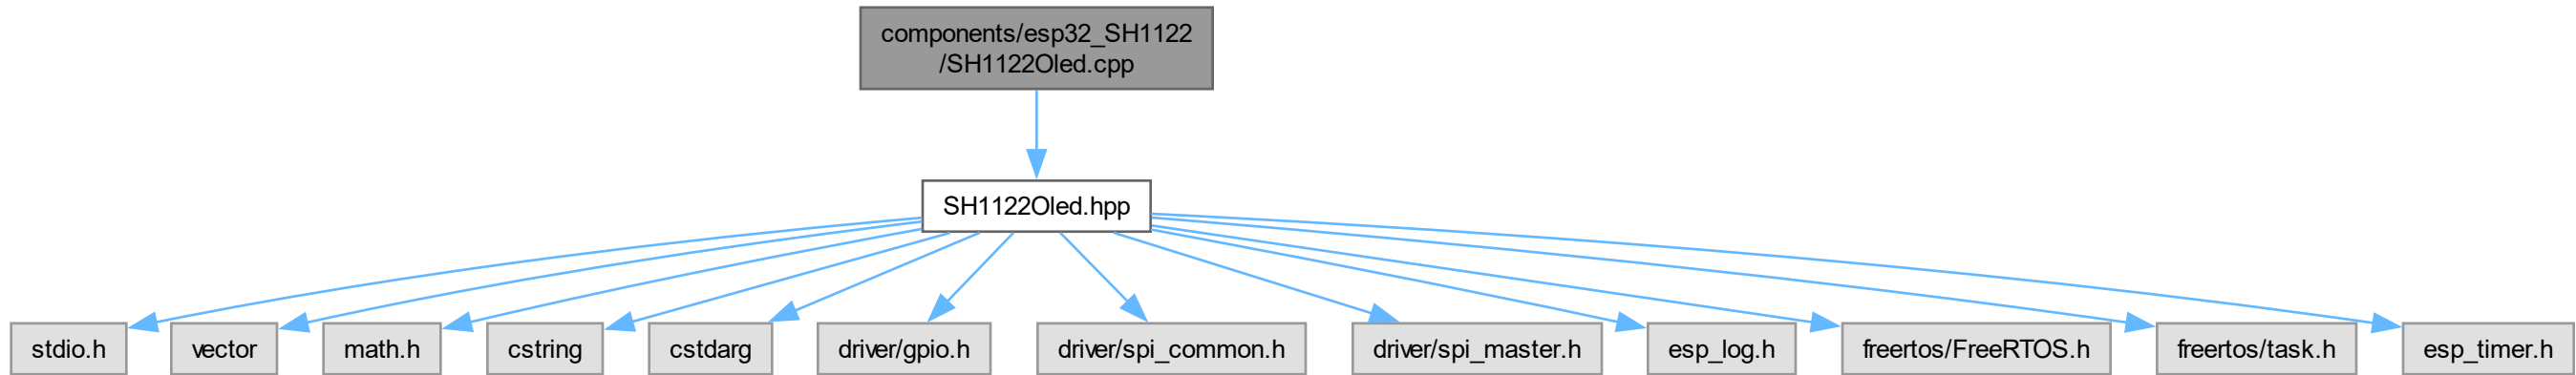 components/esp32_SH1122
/SH1122Oled.cpp
SH1122Oled.hpp
stdio.h
vector
math.h
cstring
cstdarg
driver/gpio.h
driver/spi_common.h
driver/spi_master.h
esp_log.h
freertos/FreeRTOS.h
freertos/task.h
esp_timer.h